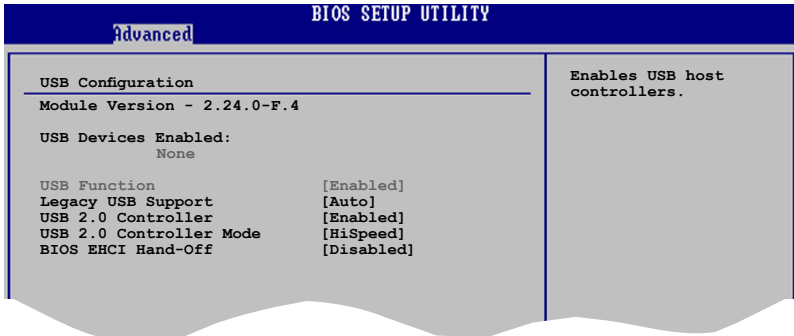 BIOS SETUP UTILITY
Advanced
USB Configuration
Module Version - 2.24.0-F.4
USB Devices Enabled:
None
USB Function [Enabled]
Legacy USB Support [Auto]
USB 2.0 Controller [Enabled]
USB 2.0 Controller Mode [HiSpeed]
BIOS EHCI Hand-Off [Disabled]
Enables USB host
controllers.